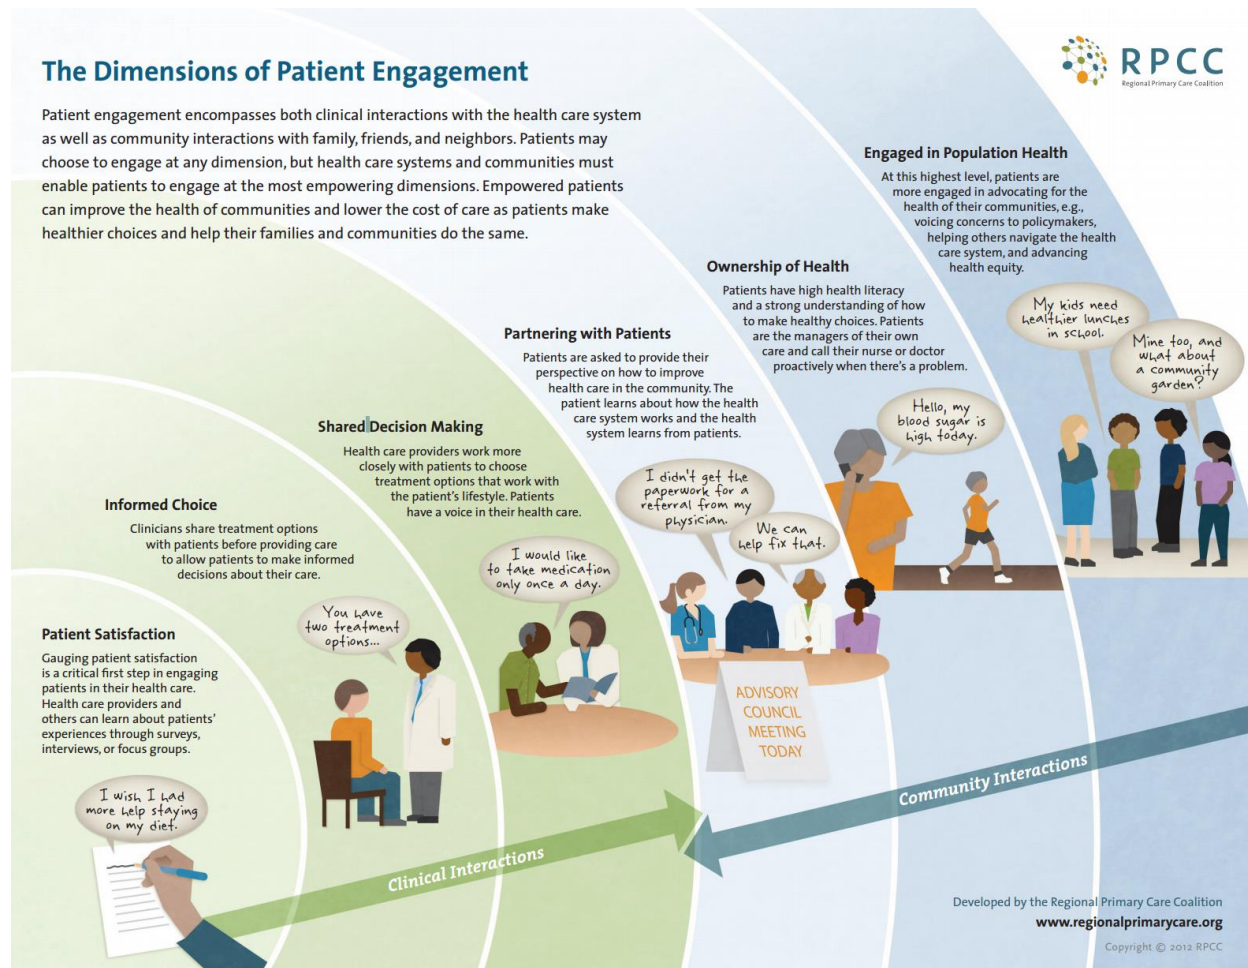 The Dimensions of Patient Engagement
Patient engagement encompasses both clinical interactions with the health care system
as well as community interactions with family, friends, and neighbors. Patients may
choose to engage at any dimension, but health care systems and communities must
enable patients to engage at the most empowering dimensions. Empowered patients
can improve the health of communities and lower the cost of care as patients make
healthier choices and help their families and communities do the same.
RPCC
Regional Primary Care Coalition
Patient Satisfaction
Gauging patient satisfaction
is a critical first step in engaging
patients in their health care.
Health care providers and
others can learn about patients'
experiences through surveys,
interviews, or focus groups.
I wish I had
more help staying
on my diet.
Informed Choice
Clinicians share treatment options
with patients before providing care
to allow patients to make informed
decisions about their care.
You have
two treatment
options...
Shared Decision Making
Health care providers work more
closely with patients to choose
treatment options that work with
the patient's lifestyle. Patients
have a voice in their health care.
I would like
to take medication
only once a day.
Partnering with Patients
Patients are asked to provide their
perspective on how to improve
health care in the community. The
patient learns about how the health
care system works and the health
system learns from patients.
I didn't get the
paperwork for a
referral from my
physician.
We can
help fix that.
ADVISORY
COUNCIL
MEETING
TODAY
Ownership of Health
Patients have high health literacy
and a strong understanding of how
to make healthy choices. Patients
are the managers of their own
care and call their nurse or doctor
proactively when there's a problem.
Hello, my
blood sugar is
high today.
Engaged in Population Health
At this highest level, patients are
more engaged in advocating for the
health of their communities, e.g.,
voicing concerns to policymakers,
helping others navigate the health
care system, and advancing
health equity.
My kids need
healthier lunches
in school.
Mine too, and
what about
a community
garden?
Clinical Interactions
Community Interactions
Developed by the Regional Primary Care Coalition
www.regionalprimarycare.org
Copyright © 2012 RPCC